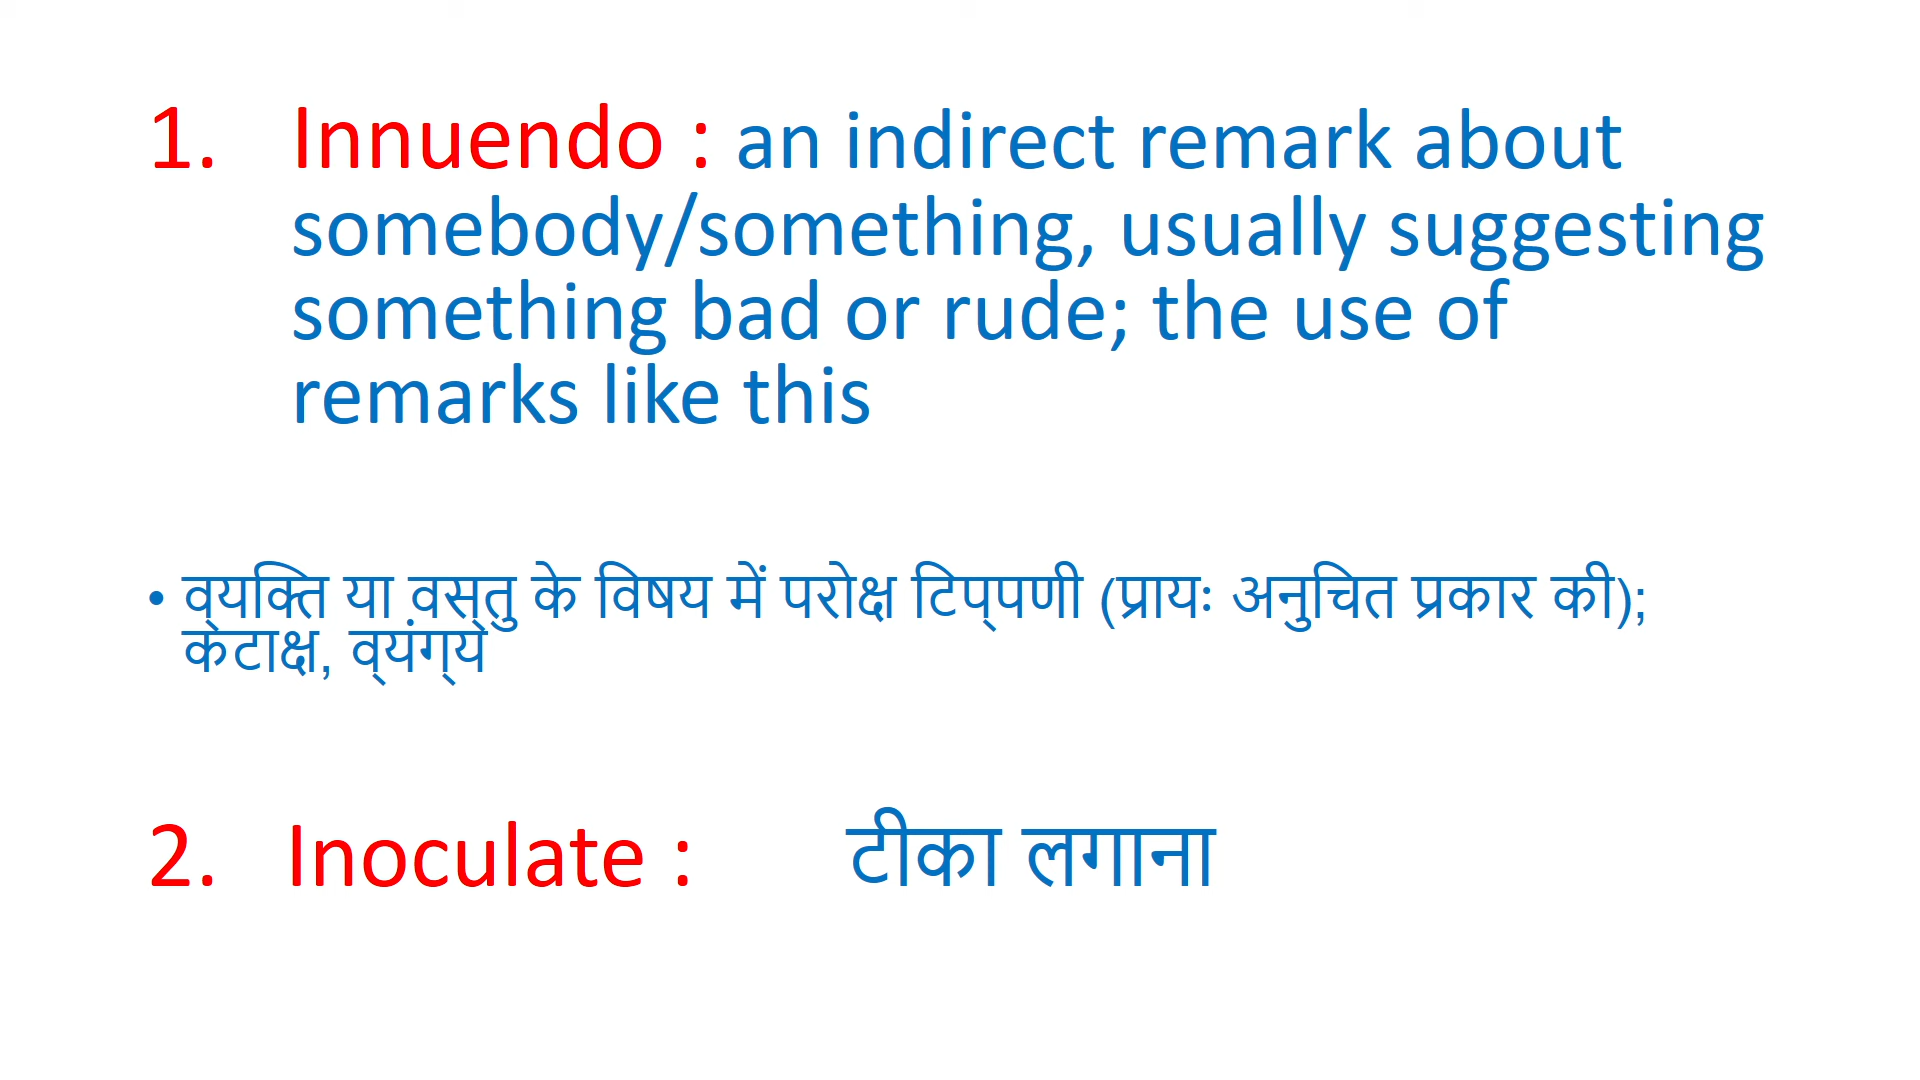 1. Innuendo : an indirect remark about
somebody/something, usually suggesting
something bad or rude; the use of
remarks like this
• व्यक्ति या वस्तु के विषय में परोक्ष टिप्पणी (प्रायः अनुचित प्रकार की);
कटाक्ष, व्यंग्य
2. Inoculate : टीका लगाना